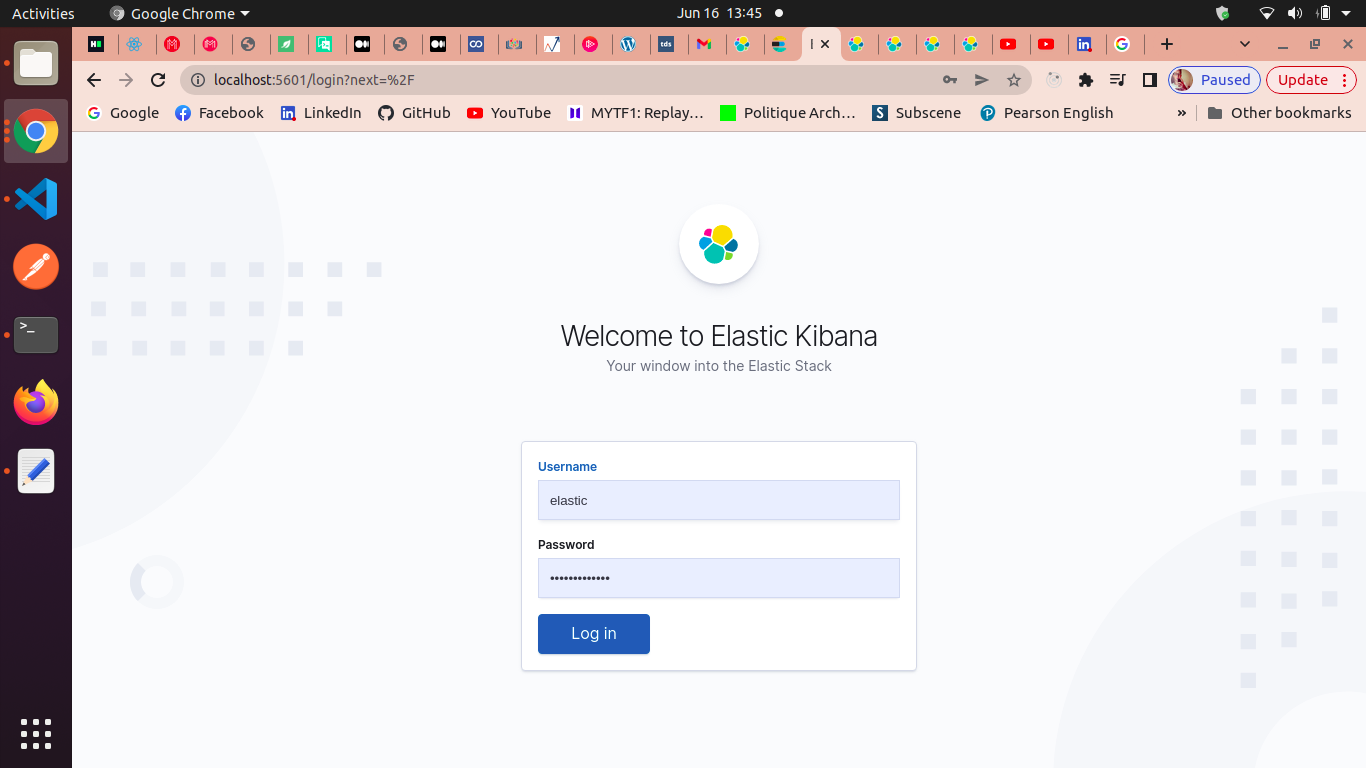 Activities
Google Chrome
Jun 16 13:45
localhost:5601/login?next=%2F
Paused
Update
Google
Facebook
LinkedIn
GitHub
YouTube
MYTF1: Replay...
Politique Arch...
Subscene
Pearson English
»
Other bookmarks
Welcome to Elastic Kibana
Your window into the Elastic Stack
Username
elastic
Password
•••••••••••••
Log in